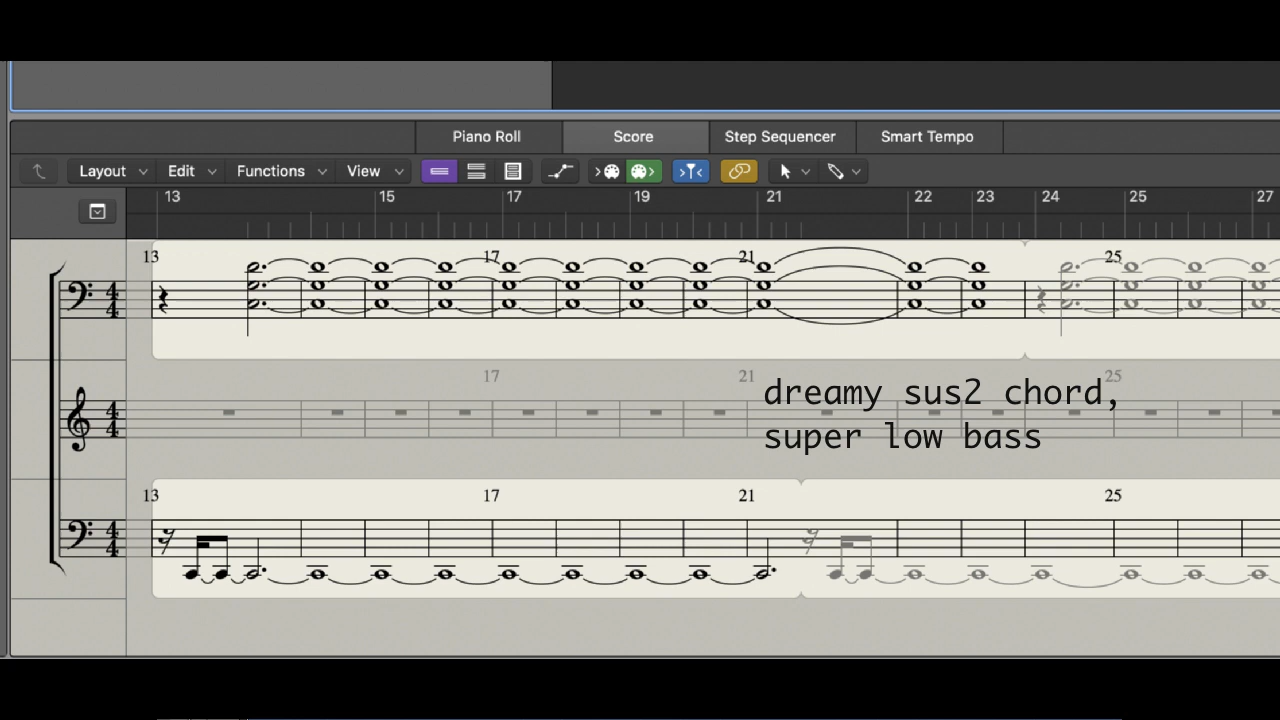 Piano Roll Score Step Sequencer Smart Tempo
Layout Edit Functions View
13 15 17 19 21 22 23 24 25 27
13 17 21 25
17 21 25
dreamy sus2 chord,
super low bass
13 17 21 25